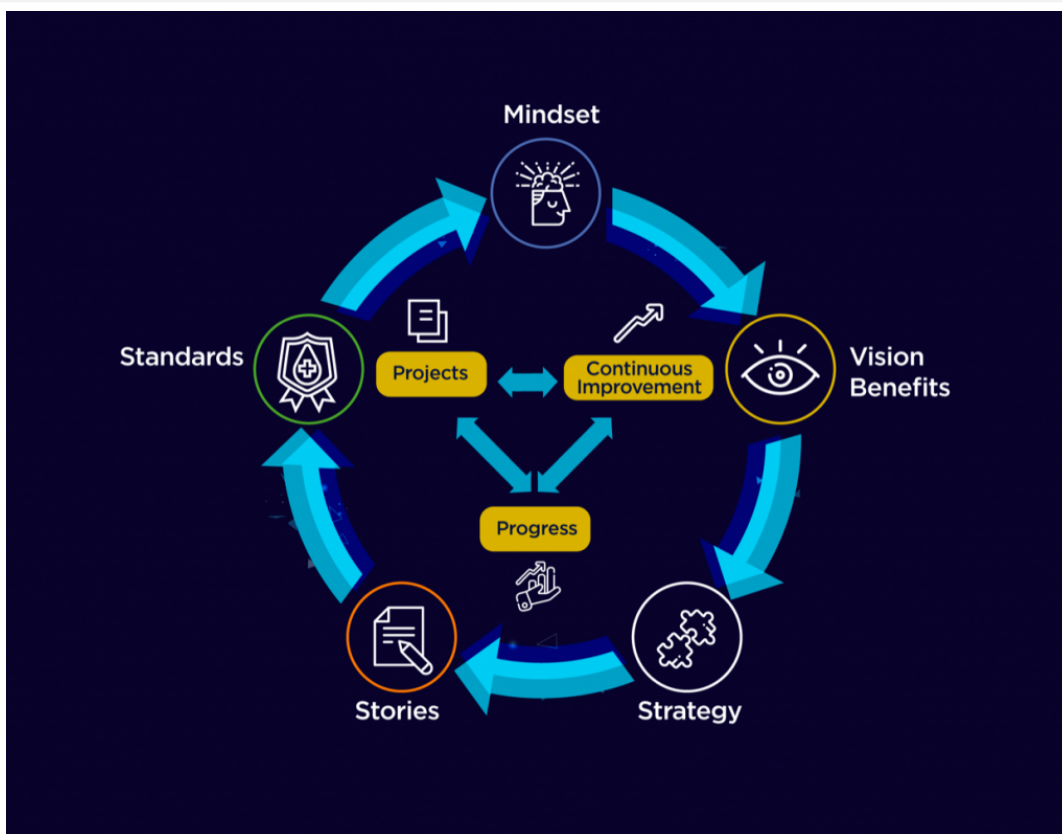 Mindset
Standards
Projects
Continuous
Improvement
Vision
Benefits
Progress
Stories
Strategy